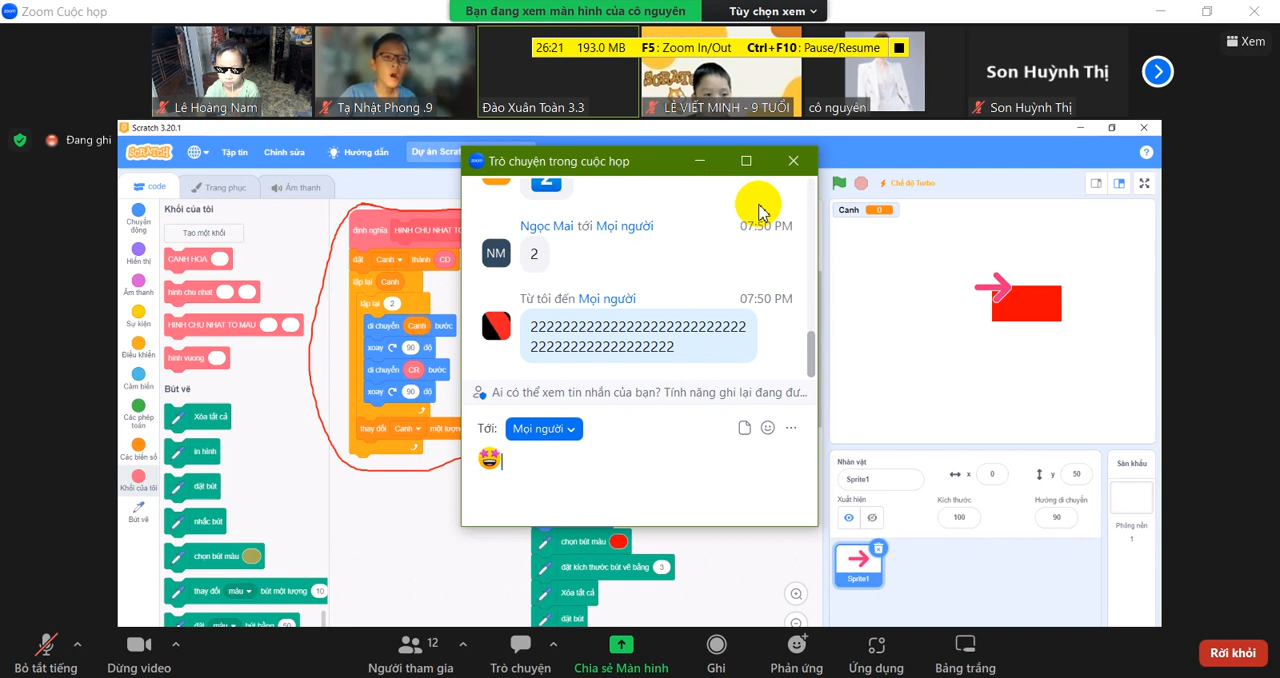 Zoom Cuộc họp
Bạn đang xem màn hình của cô nguyên
Tùy chọn xem
26:21 193.0 MB F5: Zoom In/Out Ctrl+F10: Pause/Resume
Xem
Son Huỳnh Thị
Lê Hoàng Nam
Tạ Nhật Phong .9
Đào Xuân Toàn 3.3
LÊ VIẾT MINH - 9 TUỔI
cô nguyên
Son Huỳnh Thị
Đang ghi
Scratch 3.20.1
SCRATCH
Tập tin
Chỉnh sửa
Hướng dẫn
Dự án Scrat
code
Trang phục
Âm thanh
Chuyển động
Hiển thị
Âm thanh
Sự kiện
Điều khiển
Cảm biến
Các phép toán
Các biến số
Khối của tôi
Bút vẽ
Khối của tôi
Tạo một khối
CANH HOA
hinh chu nhat
HINH CHU NHAT TO MAU
hinh vuong
Bút vẽ
Xóa tất cả
in hình
đặt bút
nhấc bút
chọn bút màu
thay đổi màu bút một lượng 10
đặt màu bút bằng 50
định nghĩa HINH CHU NHAT TO
đặt Canh thành CD
lặp lại Canh
lặp lại 2
di chuyển Canh bước
xoay 90 độ
di chuyển CR bước
xoay 90 độ
thay đổi Canh một lượn
chọn bút màu
đặt kích thước bút vẽ bằng 3
Xóa tất cả
đặt bút
Trò chuyện trong cuộc họp
2
Ngọc Mai tới Mọi người 07:50 PM
NM
2
Từ tôi đến Mọi người 07:50 PM
222222222222222222222222222
222222222222222222
Ai có thể xem tin nhắn của bạn? Tính năng ghi lại đang đư...
Tới: Mọi người
Chế độ Turbo
Canh 0
Nhân vật
Sprite1
x 0
y 50
Xuất hiện
Kích thước
100
Hướng di chuyển
90
Sprite1
Sân khấu
Phông nền
1
Bỏ tắt tiếng
Dừng video
12
Người tham gia
Trò chuyện
Chia sẻ Màn hình
Ghi
Phản ứng
Ứng dụng
Bảng trắng
Rời khỏi